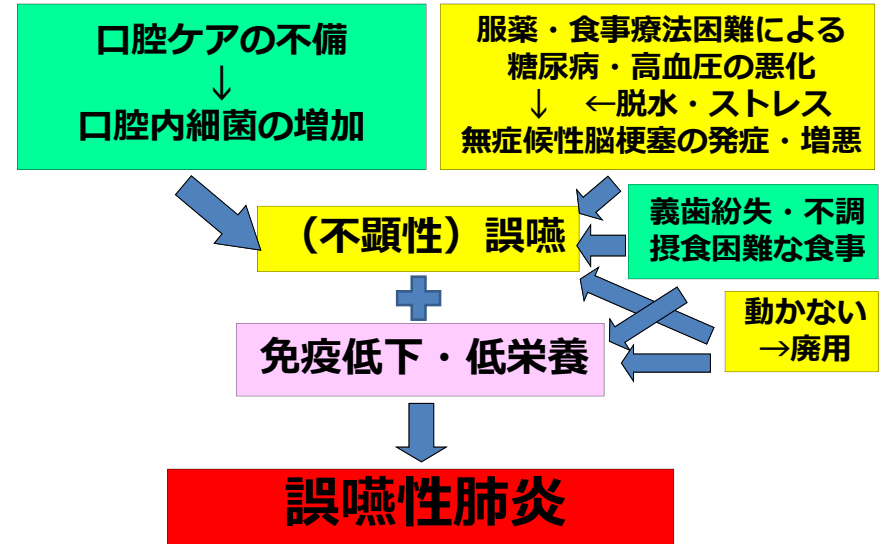 口腔ケアの不備
↓
口腔内細菌の増加
服薬・食事療法困難による
糖尿病・高血圧の悪化
↓ ←脱水・ストレス
無症候性脳梗塞の発症・増悪
（不顕性）誤嚥
義歯紛失・不調
摂食困難な食事
動かない
→廃用
免疫低下・低栄養
誤嚥性肺炎